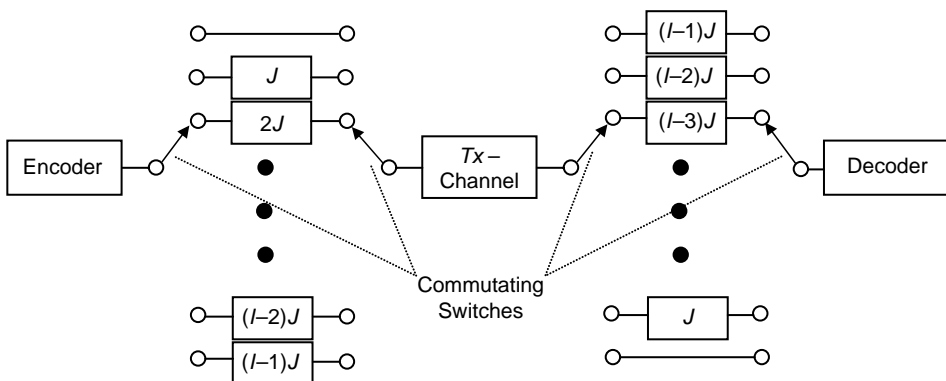 (I–1)J
J
(I–2)J
2J
(I–3)J
Encoder
Tx –
Channel
Decoder
Commutating
Switches
(I–2)J
J
(I–1)J